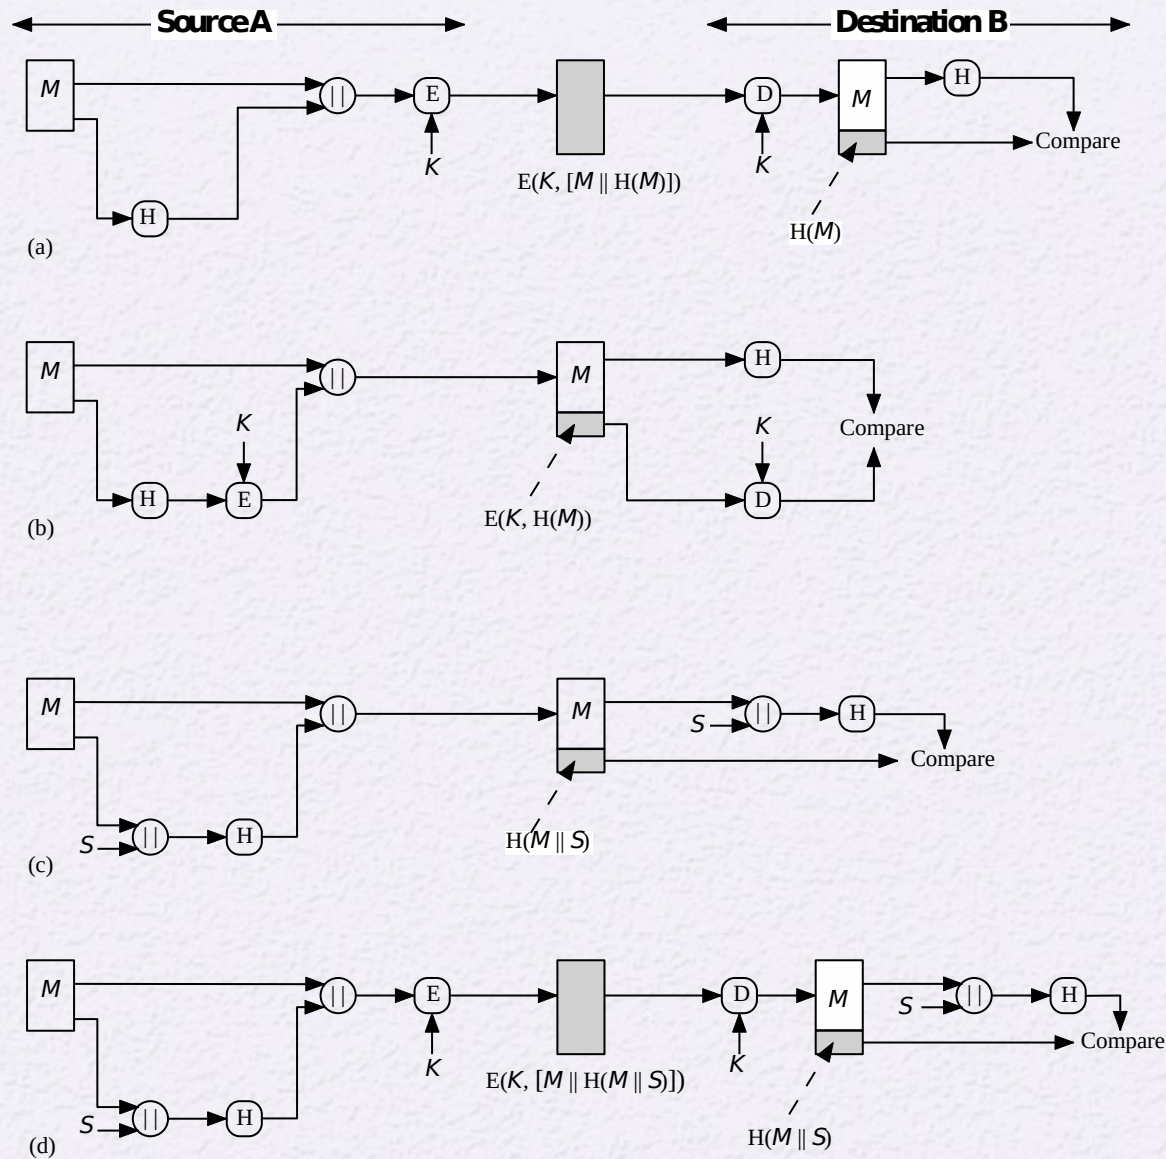 Source A
Destination B
M
||
E
K
E(K, [M || H(M)])
D
K
M
H
Compare
H(M)
H
(a)
M
||
K
H
E
M
E(K, H(M))
H
K
D
Compare
(b)
M
||
S
||
H
M
H(M || S)
S
||
H
Compare
(c)
M
||
E
K
S
||
H
E(K, [M || H(M || S)])
D
K
M
S
||
H
Compare
H(M || S)
(d)